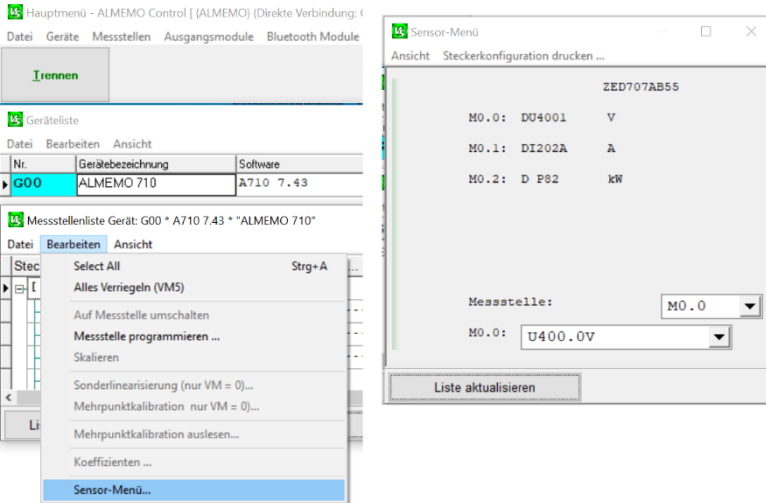 Hauptmenü - ALMEMO Control [ (ALMEMO) (Direkte Verbindung:
Datei Geräte Messstellen Ausgangsmodule Bluetooth Module
Trennen
Geräteliste
Datei Bearbeiten Ansicht
Nr. Gerätebezeichnung Software
G00 ALMEMO 710 A710 7.43
Messstellenliste Gerät: G00 * A710 7.43 * "ALMEMO 710"
Datei Bearbeiten Ansicht
Stec
Select All Strg+A
Alles Verriegeln (VM5)
Auf Messstelle umschalten
Messstelle programmieren ...
Skalieren
Sonderlinearisierung (nur VM = 0)...
Mehrpunktkalibration nur VM = 0)...
Mehrpunktkalibration auslesen...
Koeffizienten ...
Sensor-Menü...
Li
Sensor-Menü
Ansicht Steckerkonfiguration drucken ...
ZED707AB55
M0.0: DU4001 V
M0.1: DI202A A
M0.2: D P82 kW
Messstelle: M0.0
M0.0: U400.0V
Liste aktualisieren